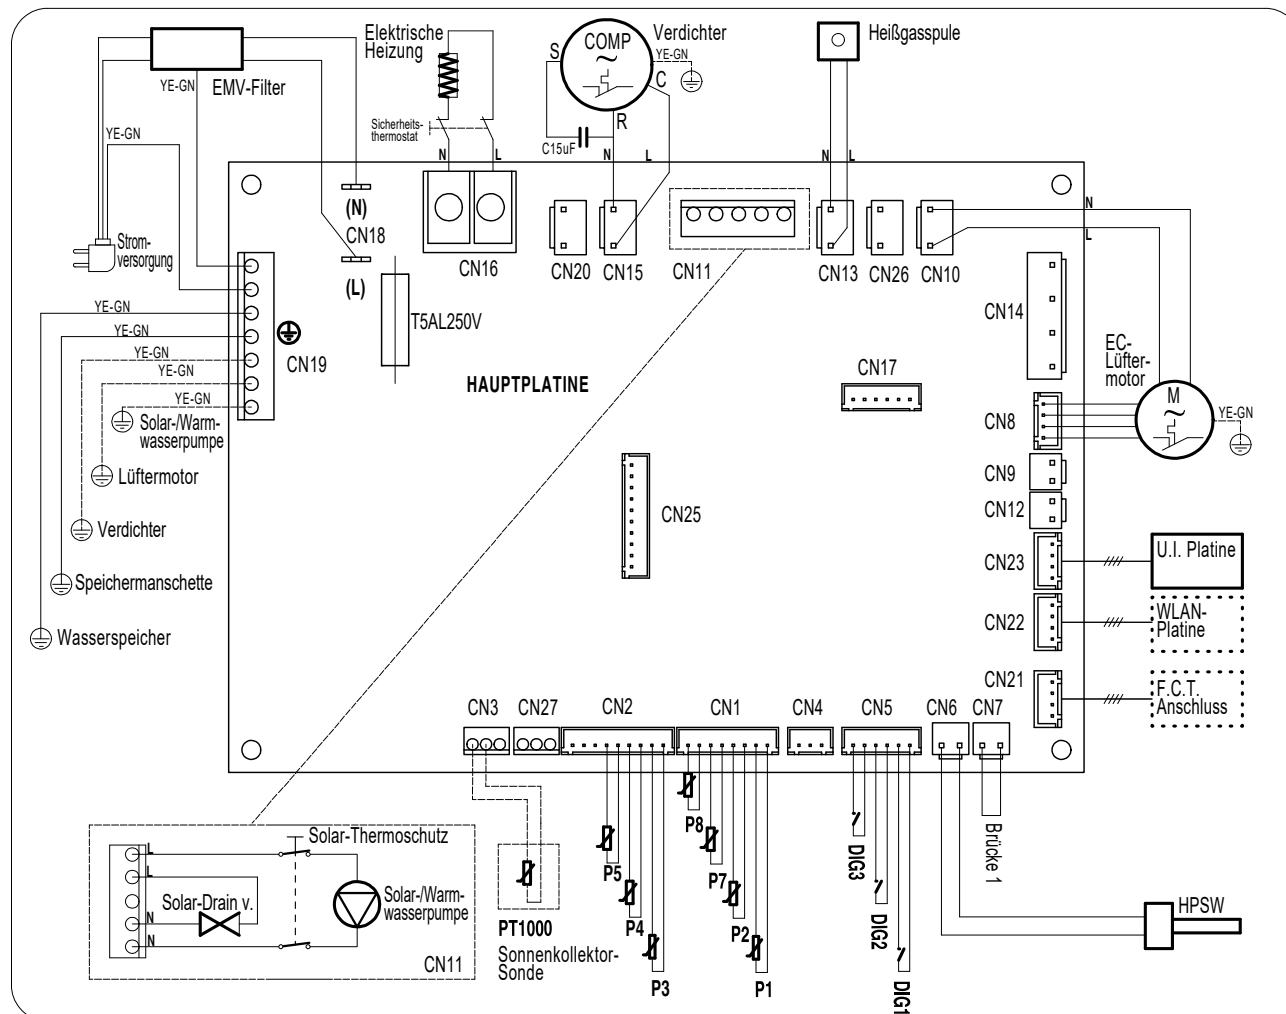 Elektrische
Heizung
COMP
Verdichter
Heißgasspule
S
YE-GN
C
R
EMV-Filter
YE-GN
YE-GN
Sicherheits-
thermostat
C15uF
N
L
N
L
N
L
N
L
(N)
CN18
(L)
Strom-
versorgung
CN16
CN20
CN15
CN11
CN13
CN26
CN10
CN14
T5AL250V
CN19
YE-GN
YE-GN
YE-GN
YE-GN
YE-GN
HAUPTPLATINE
CN17
EC-
Lüfter-
motor
M
YE-GN
CN8
Solar-/Warm-
wasserpumpe
Lüftermotor
Verdichter
Speichermanschette
Wasserspeicher
CN9
CN12
CN25
CN23
U.I. Platine
CN22
WLAN-
Platine
CN21
F.C.T.
Anschluss
CN3
CN27
CN2
CN1
CN4
CN5
CN6
CN7
P8
P5
P7
P4
P2
P3
P1
DIG3
DIG2
DIG1
Brücke 1
HPSW
PT1000
Sonnenkollektor-
Sonde
Solar-Thermoschutz
L
L
Solar-Drain v.
N
N
Solar-/Warm-
wasserpumpe
CN11